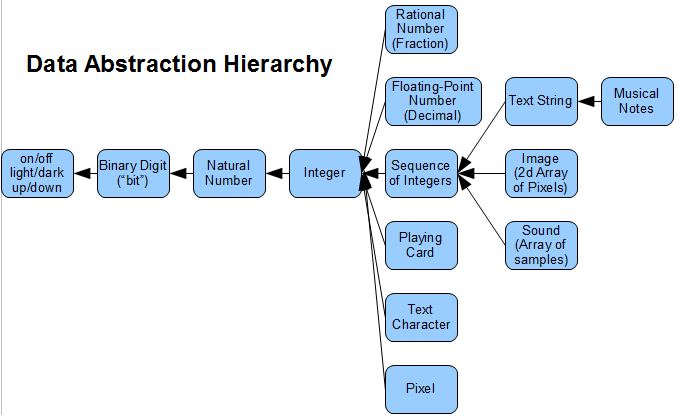 Data Abstraction Hierarchy
on/off
light/dark
up/down
Binary Digit
(“bit”)
Natural
Number
Integer
Rational
Number
(Fraction)
Floating-Point
Number
(Decimal)
Sequence
of Integers
Playing
Card
Text
Character
Pixel
Text String
Image
(2d Array
of Pixels)
Sound
(Array of
samples)
Musical
Notes